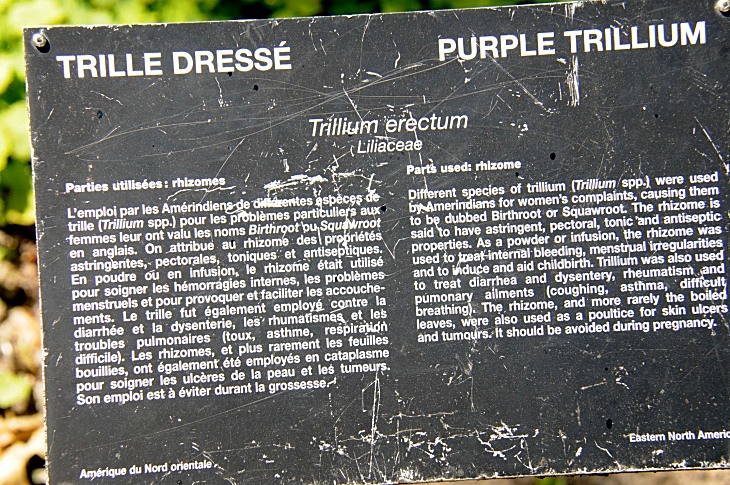 TRILLE DRESSÉ
PURPLE TRILLIUM
Trillium erectum
Liliaceae
Parties utilisées : rhizomes
L'emploi par les Amérindiens de différentes espèces de
trille (Trillium spp.) pour les problèmes particuliers aux
femmes leur ont valu les noms Birthroot ou Squawroot
en anglais. On attribue au rhizome des propriétés
astringentes, pectorales, toniques et antiseptiques.
En poudre ou en infusion, le rhizome était utilisé
pour soigner les hémorragies internes, les problèmes
menstruels et pour provoquer et faciliter les accouche-
ments. Le trille fut également employé contre la
diarrhée et la dysenterie, les rhumatismes et les
troubles pulmonaires (toux, asthme, respiration
difficile). Les rhizomes, et plus rarement les feuilles
bouillies, ont également été employés en cataplasme
pour soigner les ulcères de la peau et les tumeurs.
Son emploi est à éviter durant la grossesse.
Amérique du Nord orientale
Parts used: rhizome
Different species of trillium (Trillium spp.) were used
by Amerindians for women's complaints, causing them
to be dubbed Birthroot or Squawroot. The rhizome is
said to have astringent, pectoral, tonic and antiseptic
properties. As a powder or infusion, the rhizome was
used to treat internal bleeding, menstrual irregularities
and to induce and aid childbirth. Trillium was also used
to treat diarrhea and dysentery, rheumatism and
pumonary ailments (coughing, asthma, difficult
breathing). The rhizome, and more rarely the boiled
leaves, were also used as a poultice for skin ulcers
and tumours. It should be avoided during pregnancy.
Eastern North Americ